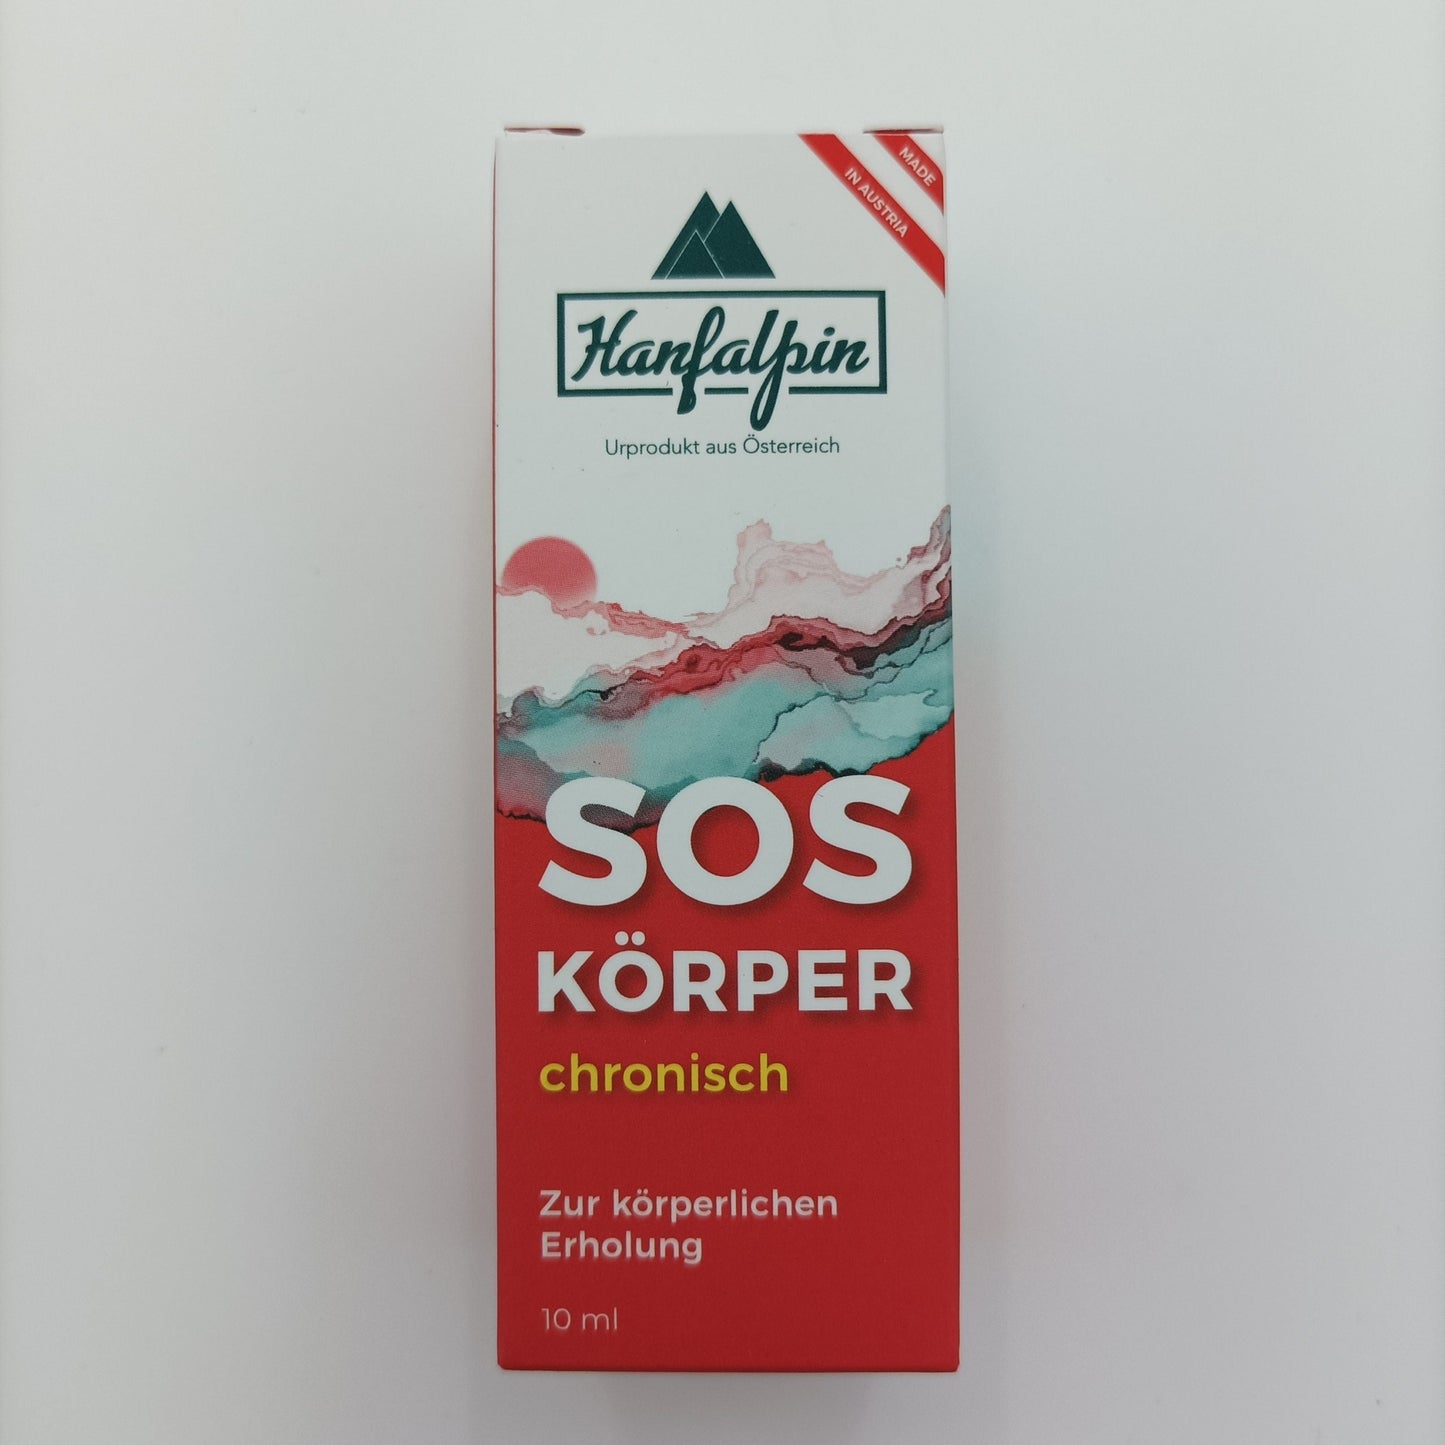 MADE
IN AUSTRIA
Hanfalpin
Urprodukt aus Österreich
SOS
KÖRPER
chronisch
Zur körperlichen
Erholung
10 ml